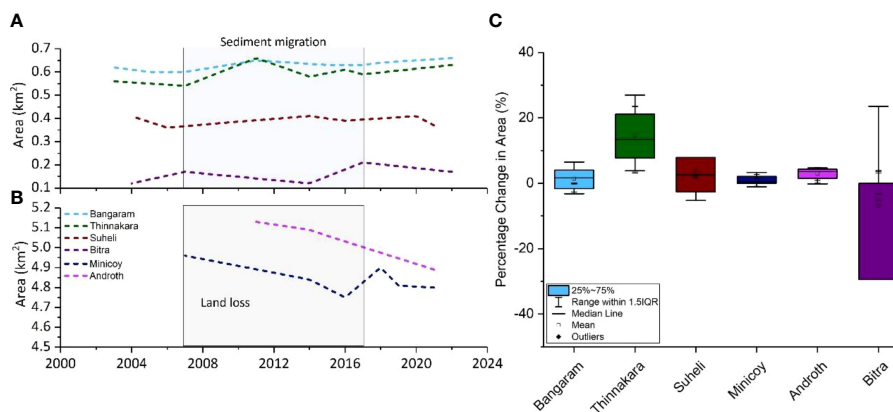 A
Sediment migration
Area (km²)
0.7
0.6
0.5
0.4
0.3
0.2
0.1
B
Area (km²)
5.2
5.1
5.0
4.9
4.8
4.7
4.6
4.5
Bangaram
Thinnakara
Suheli
Bitra
Minicoy
Androth
Land loss
2000
2004
2008
2012
2016
2020
2024
C
Percentage Change in Area (%)
40
20
0
-20
-40
25%~75%
Range within 1.5IQR
Median Line
Mean
Outliers
Bangaram
Thinnakara
Suheli
Minicoy
Androth
Bitra